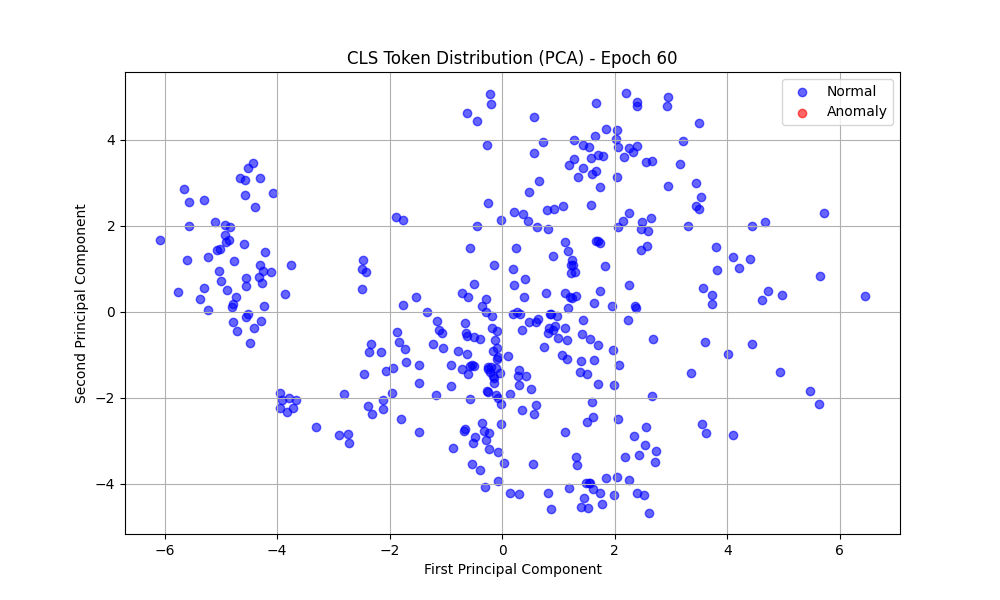 CLS Token Distribution (PCA) - Epoch 60
Normal
Anomaly
Second Principal Component
4
2
0
−2
−4
−6
−4
−2
0
2
4
6
First Principal Component